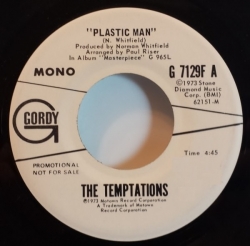 "PLASTIC MAN"
(N. Whitfield)
Produced by Norman Whitfield
Arranged by Paul Riser
In Album "Masterpiece" G 965L
MONO
G 7129F A
℗1973 Stone
Diamond Music
Corp. (BMI)
62151-M
GORDY
G
PROMOTIONAL
NOT FOR SALE
Time 4:45
THE TEMPTATIONS
℗1973 Motown Record Corporation
A Trademark of Motown
Record Corporation